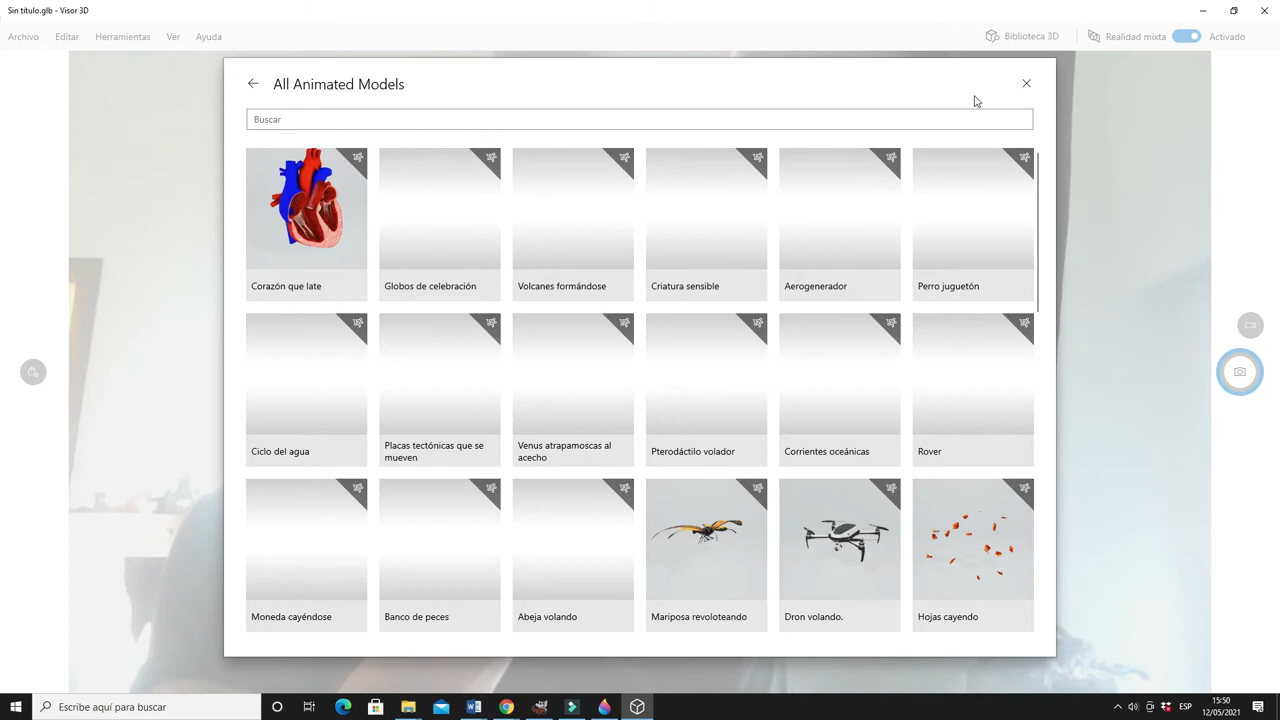 Sin título.glb - Visor 3D
Archivo Editar Herramientas Ver Ayuda Biblioteca 3D Realidad mixta Activado
All Animated Models
Buscar
Corazón que late
Globos de celebración
Volcanes formándose
Criatura sensible
Aerogenerador
Perro juguetón
Ciclo del agua
Placas tectónicas que se
mueven
Venus atrapamoscas al
acecho
Pterodáctilo volador
Corrientes oceánicas
Rover
Moneda cayéndose
Banco de peces
Abeja volando
Mariposa revoloteando
Dron volando.
Hojas cayendo
Escribe aquí para buscar
ESP
15:50
12/05/2021